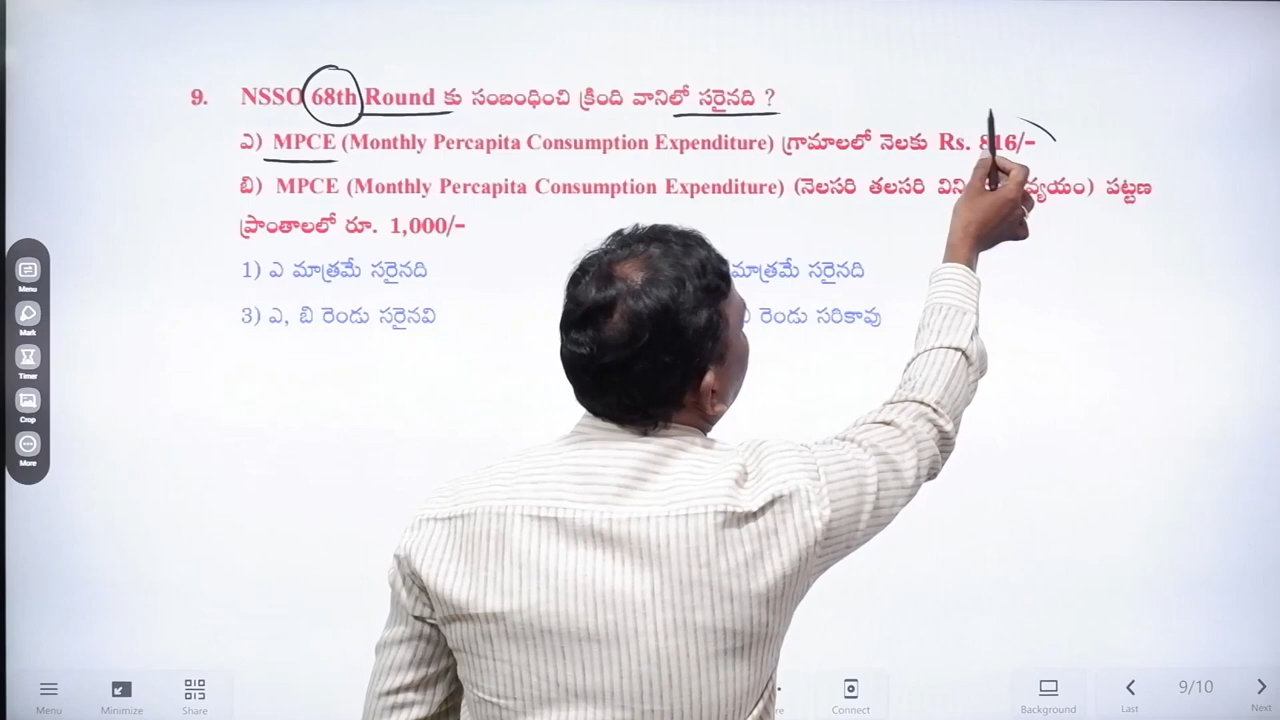 9. NSSO 68th Round కు సంబంధించి క్రింది వానిలో సరైనది ?
ఎ) MPCE (Monthly Percapita Consumption Expenditure) గ్రామాలలో నెలకు Rs. 816/-
బి) MPCE (Monthly Percapita Consumption Expenditure) (నెలసరి తలసరి పట్టణ
ప్రాంతాలలో రూ. 1,000/-
1) ఎ మాత్రమే సరైనది
మాత్రమే సరైనది
3) ఎ, బి రెండు సరైనవి
రెండు సరికావు
Menu
Mark
Timer
Crop
More
Menu
Minimize
Share
Connect
Background
Last
9/10
Next